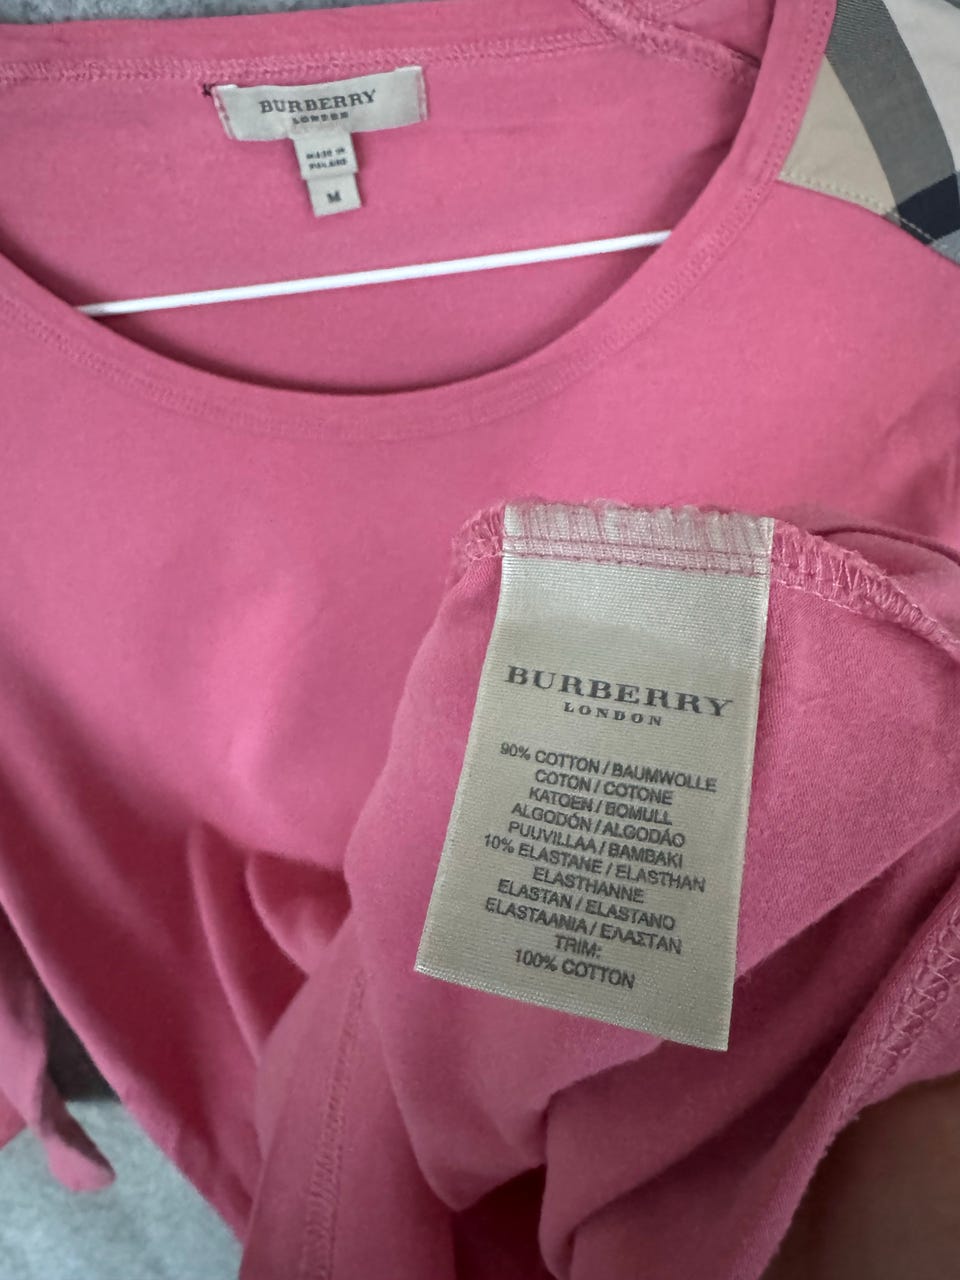 BURBERRY
LONDON
MADE IN
M
BURBERRY
LONDON
90% COTTON / BAUMWOLLE
COTON / COTONE
KATOEN / BOMULL
ALGODÓN / ALGODÃO
PUUVILLAA / BAMBAKI
10% ELASTANE / ELASTHAN
ELASTHANNE
ELASTAN / ELASTANO
ELASTAANIA / ΕΛΑΣΤΑΝ
TRIM:
100% COTTON